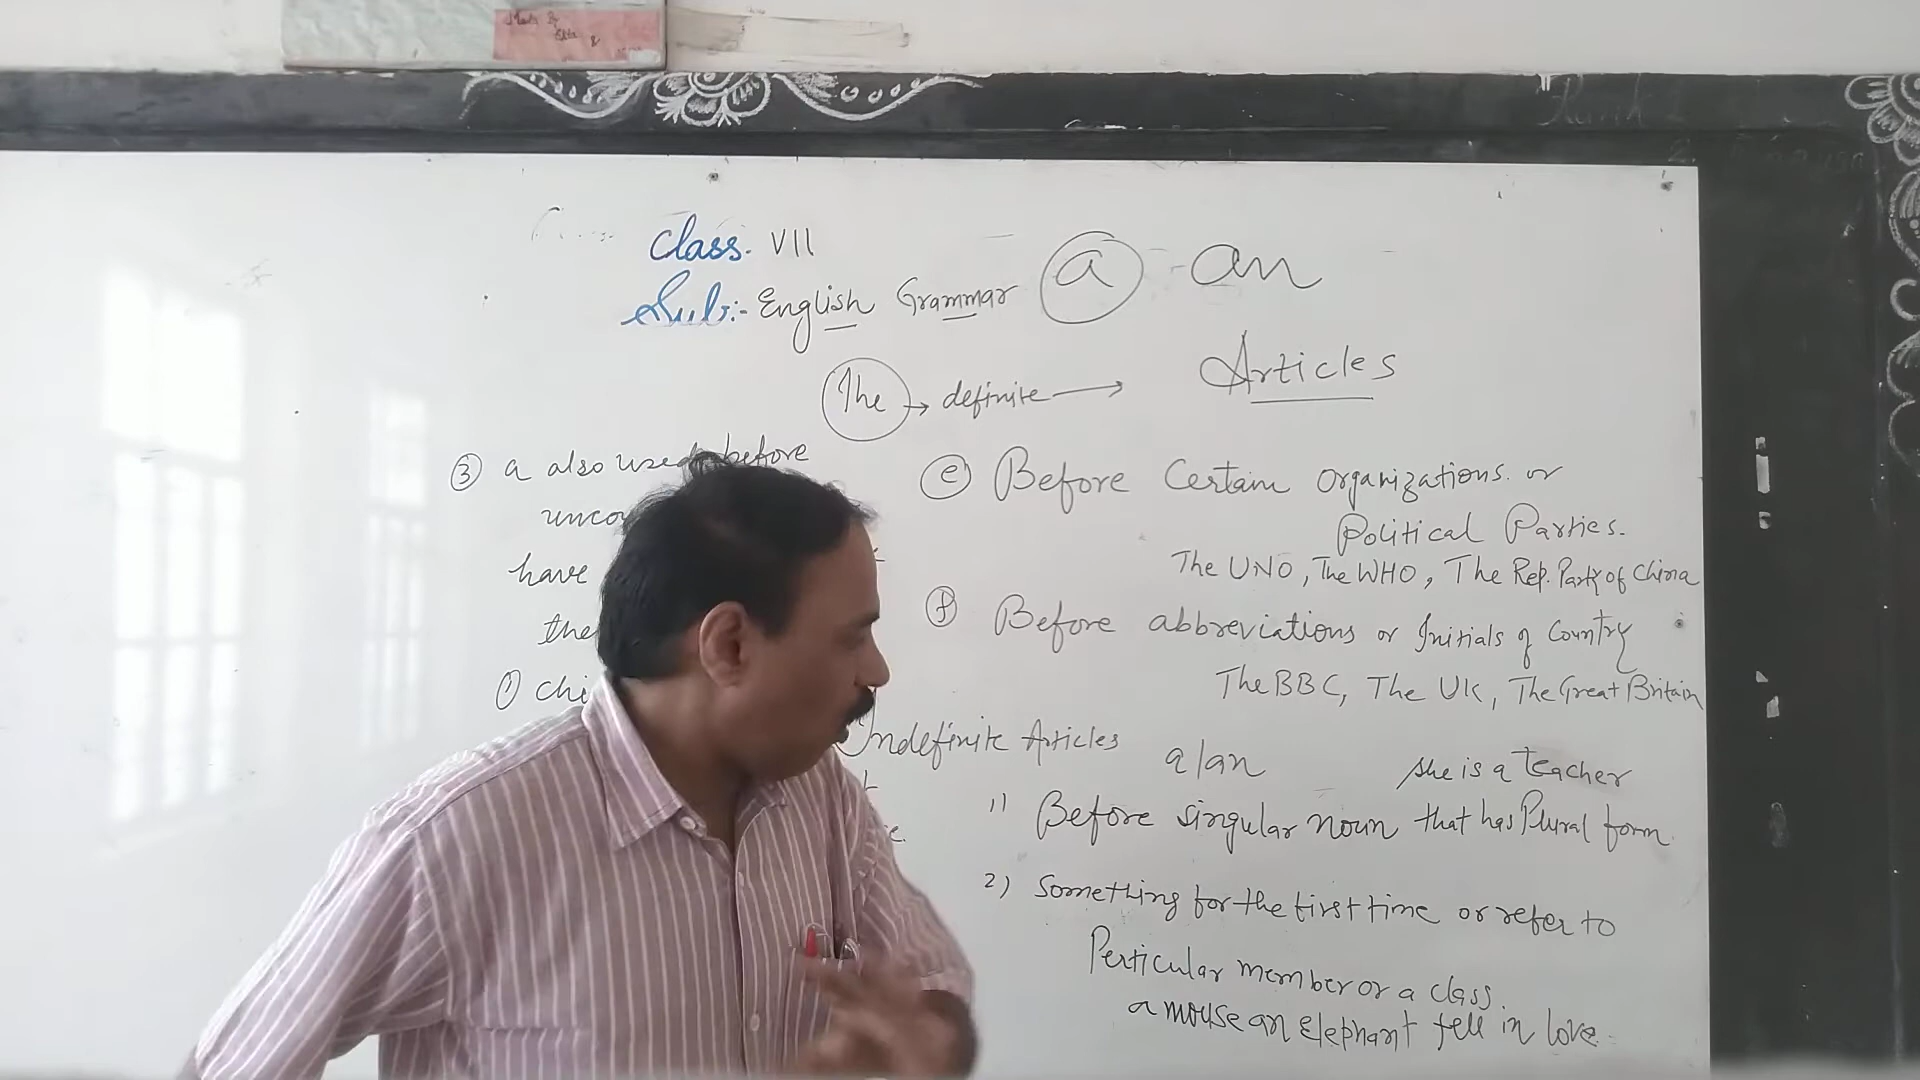 Class. VII
Sub:- English Grammar
a - an
The → definite →
Articles
③ a also used before
have
the
① chi
ⓔ Before Certain organizations. or
Political Parties.
The UNO, The WHO, The Rep. Party of China
ⓕ Before abbreviations or Initials of Country
The BBC, The UK, The Great Britain
Indefinite Articles a/an she is a Teacher
1) Before singular noun that has Plural form.
2) Something for the first time or refer to
Perticular member or a class.
a mouse an Elephant fell in love.